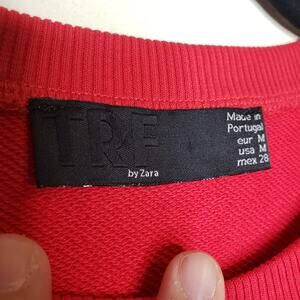 TRF
by Zara
Made in
Portugal
eur M
usa M
mex 28